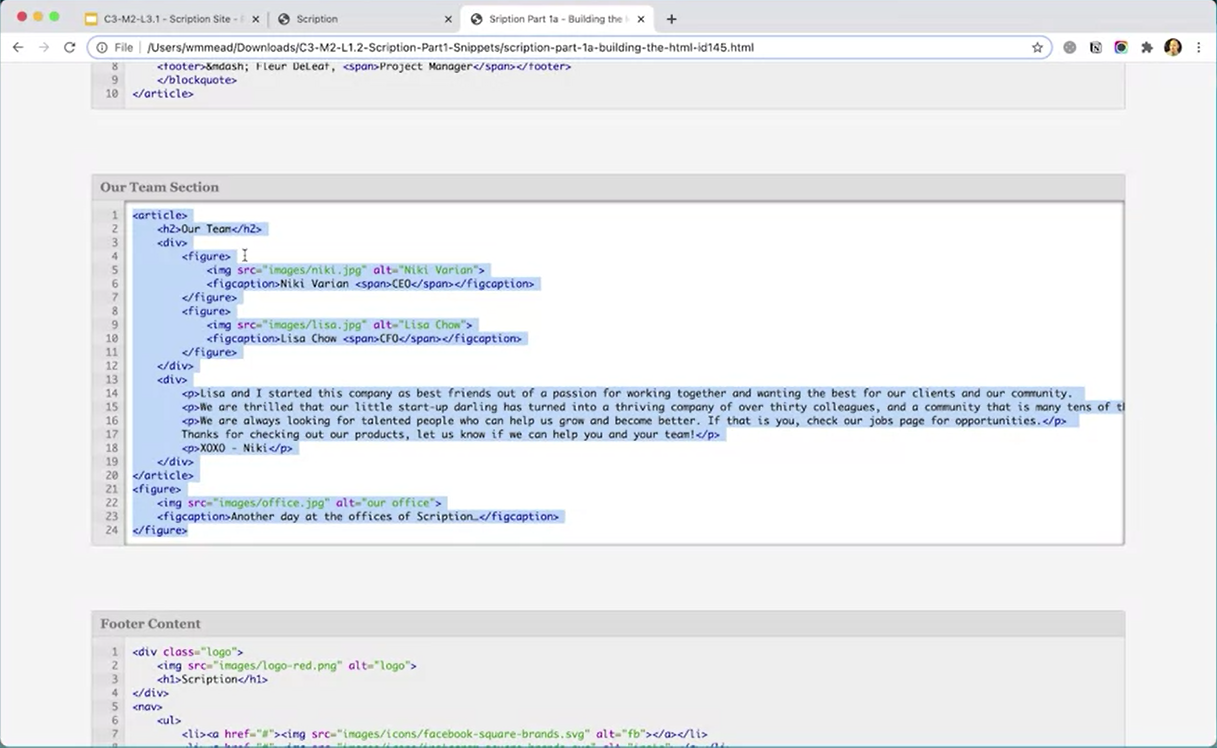 C3-M2-L3.1 - Scription Site -
Scription
Sription Part 1a - Building the
File
/Users/wmmead/Downloads/C3-M2-L1.2-Scription-Part1-Snippets/scription-part-1a-building-the-html-id145.html
8 <footer>&mdash; Fleur DeLeaf, <span>Project Manager</span></footer>
9 </blockquote>
10 </article>
Our Team Section
1 <article>
2 <h2>Our Team</h2>
3 <div>
4 <figure>
5 <img src="images/niki.jpg" alt="Niki Varian">
6 <figcaption>Niki Varian <span>CEO</span></figcaption>
7 </figure>
8 <figure>
9 <img src="images/lisa.jpg" alt="Lisa Chow">
10 <figcaption>Lisa Chow <span>CFO</span></figcaption>
11 </figure>
12 </div>
13 <div>
14 <p>Lisa and I started this company as best friends out of a passion for working together and wanting the best for our clients and our community.
15 <p>We are thrilled that our little start-up darling has turned into a thriving company of over thirty colleagues, and a community that is many tens of
16 <p>We are always looking for talented people who can help us grow and become better. If that is you, check our jobs page for opportunities.</p>
17 Thanks for checking out our products, let us know if we can help you and your team!</p>
18 <p>XOXO - Niki</p>
19 </div>
20 </article>
21 <figure>
22 <img src="images/office.jpg" alt="our office">
23 <figcaption>Another day at the offices of Scription…</figcaption>
24 </figure>
Footer Content
1 <div class="logo">
2 <img src="images/logo-red.png" alt="logo">
3 <h1>Scription</h1>
4 </div>
5 <nav>
6 <ul>
7 <li><a href="#"><img src="images/icons/facebook-square-brands.svg" alt="fb"></a></li>